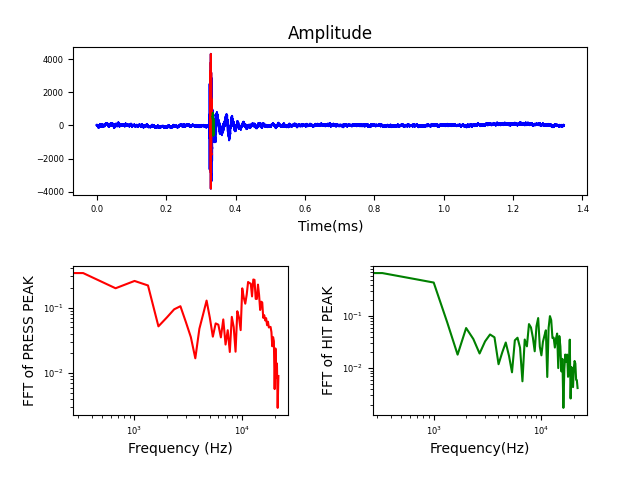 Amplitude
4000
2000
0
−2000
−4000
0.0 0.2 0.4 0.6 0.8 1.0 1.2 1.4
Time(ms)
FFT of PRESS PEAK
10⁻¹
10⁻²
10³ 10⁴
Frequency (Hz)
FFT of HIT PEAK
10⁻¹
10⁻²
10³ 10⁴
Frequency(Hz)